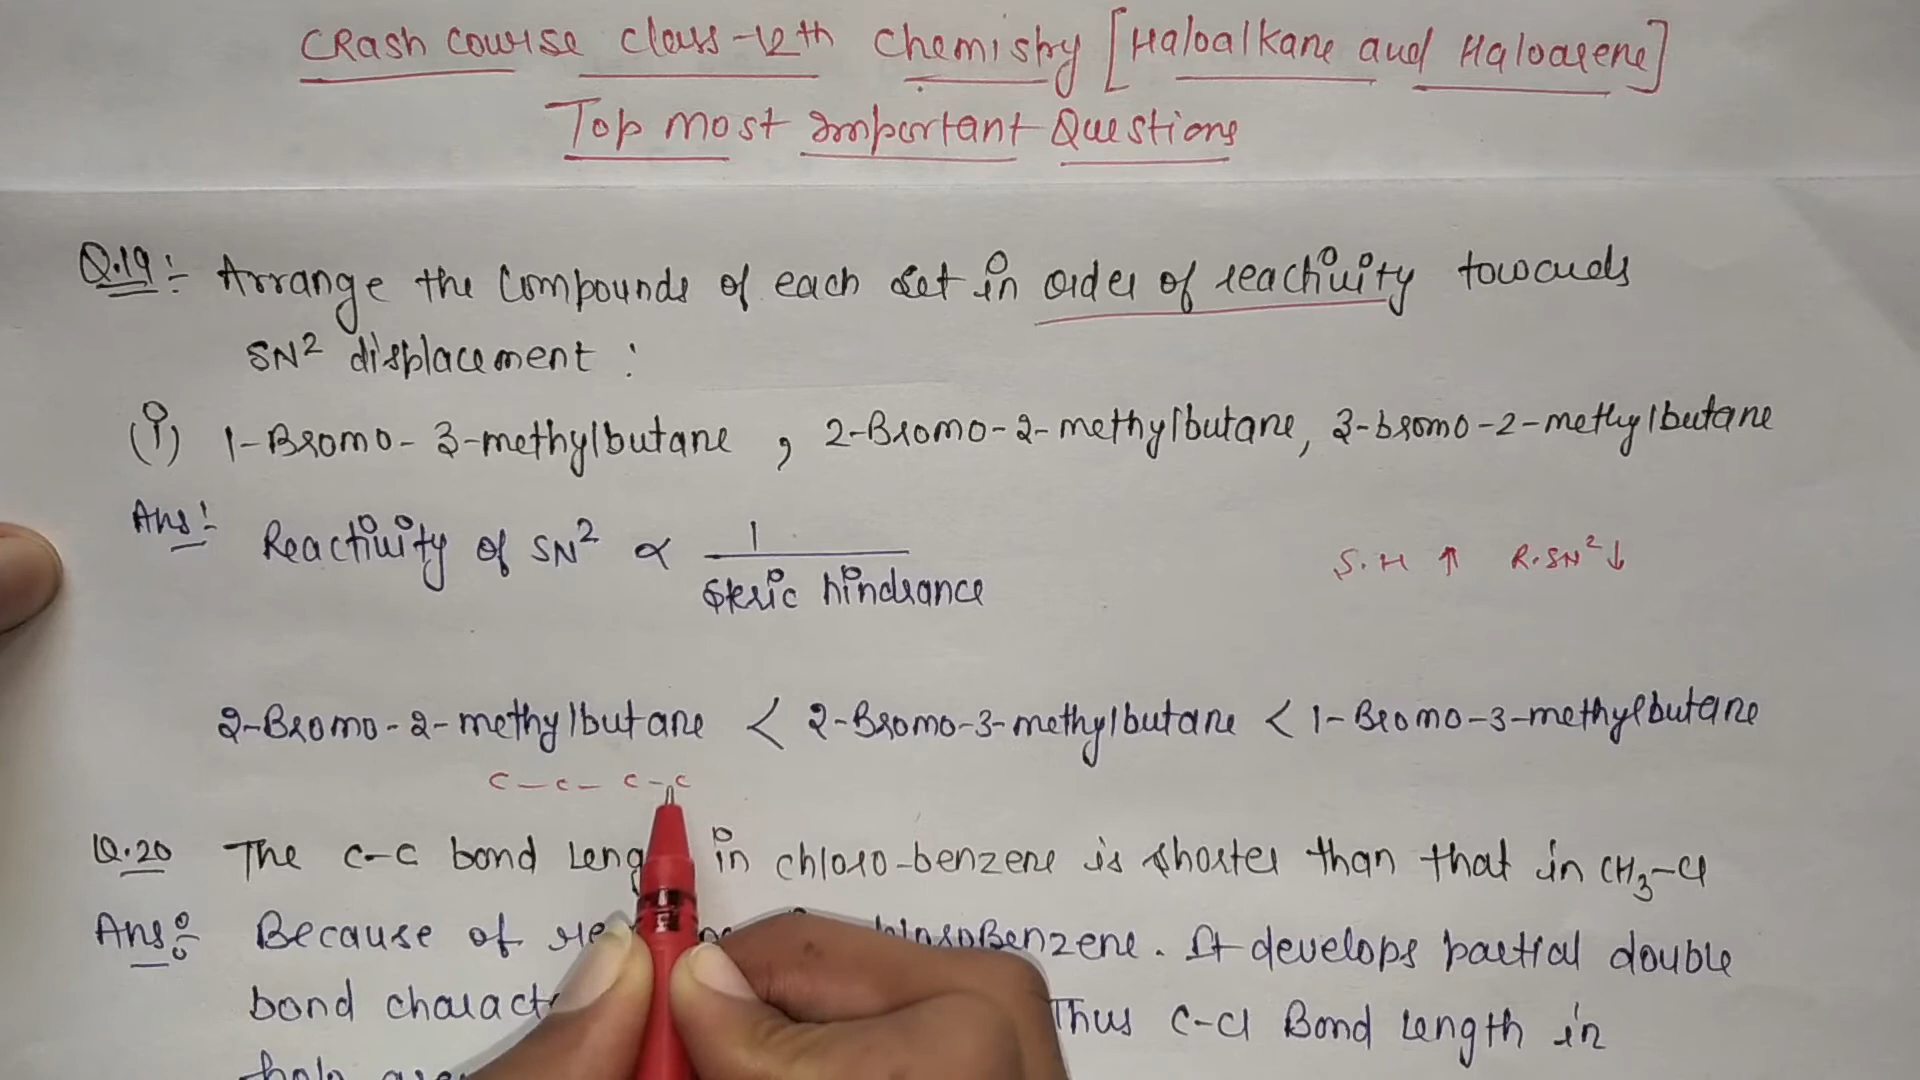 Crash course class-12th Chemistry [Haloalkane and Haloarene]
Top most important Questions
Q.19:- Arrange the compounds of each set in order of reactivity towards
SN² displacement :
(i) 1-Bromo-3-methylbutane , 2-Bromo-2-methylbutane, 3-bromo-2-methylbutane
Ans:- Reactivity of SN² ∝ 1 / Steric hindrance
S.H ↑ R.SN² ↓
2-Bromo-2-methylbutane < 2-Bromo-3-methylbutane < 1-Bromo-3-methylbutane
C-C-C-C
Q.20 The C-C bond Leng in chloro-benzene is shorter than that in CH₃-Cl
Ans: Because of Benzene. It develops partial double
bond Thus C-Cl Bond Length in